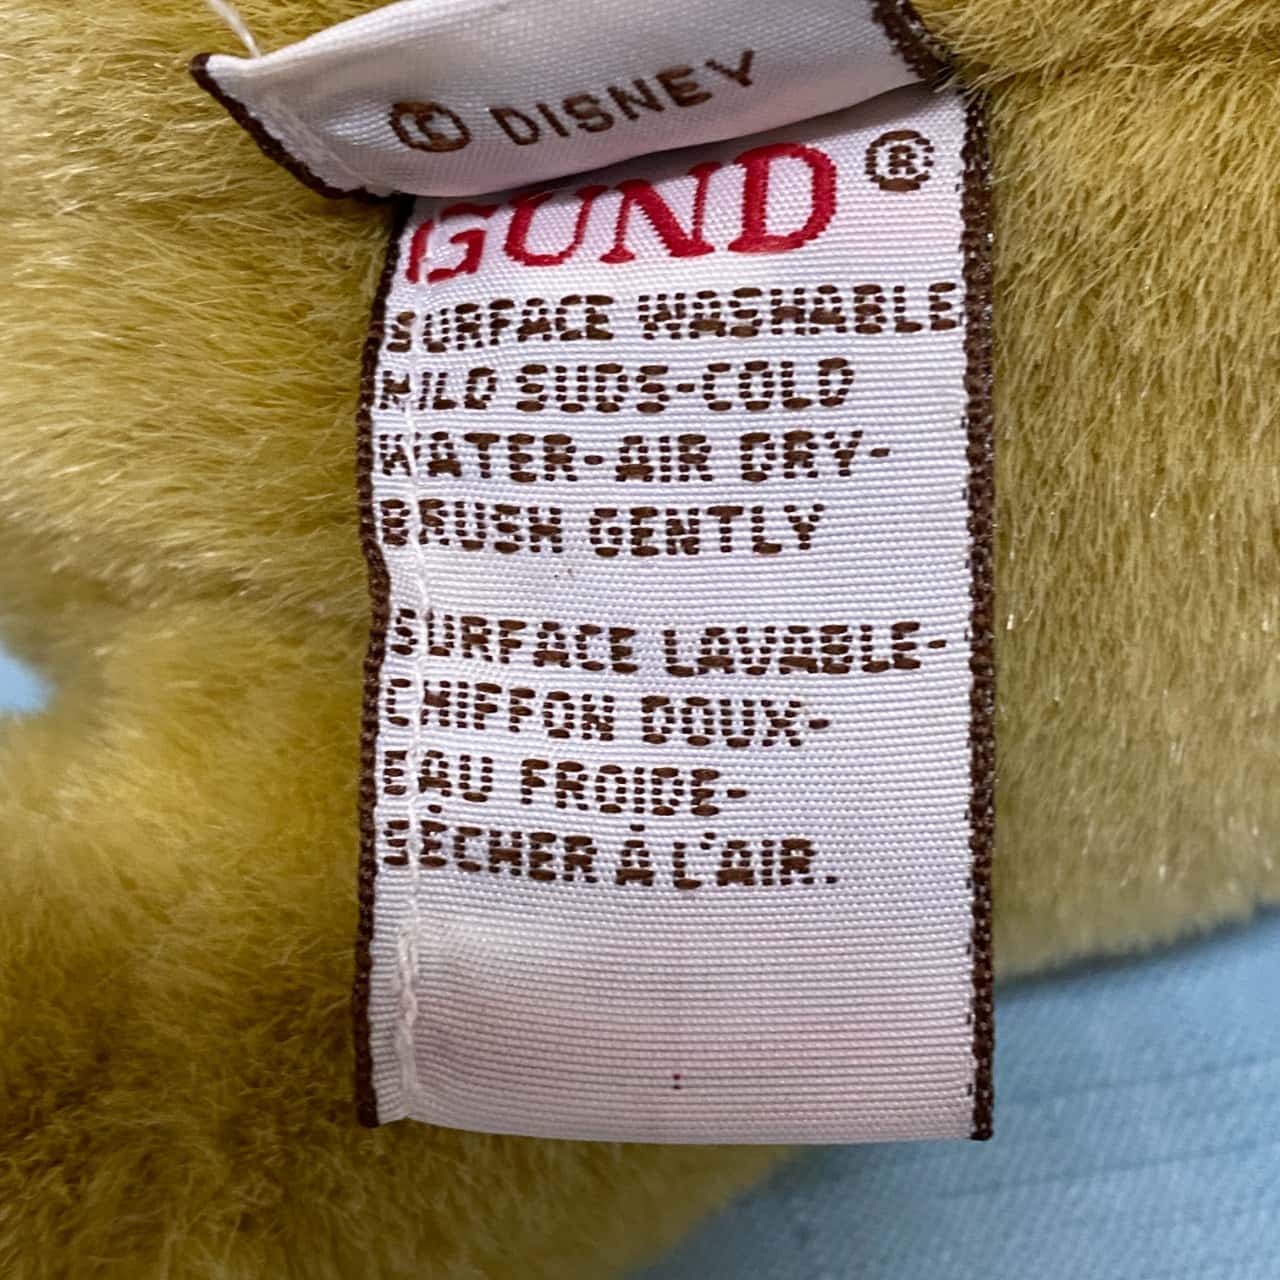 © DISNEY
GUND®
SURFACE WASHABLE
MILD SUDS-COLD
WATER-AIR DRY-
BRUSH GENTLY
SURFACE LAVABLE-
CHIFFON DOUX-
EAU FROIDE-
SÉCHER À L'AIR.